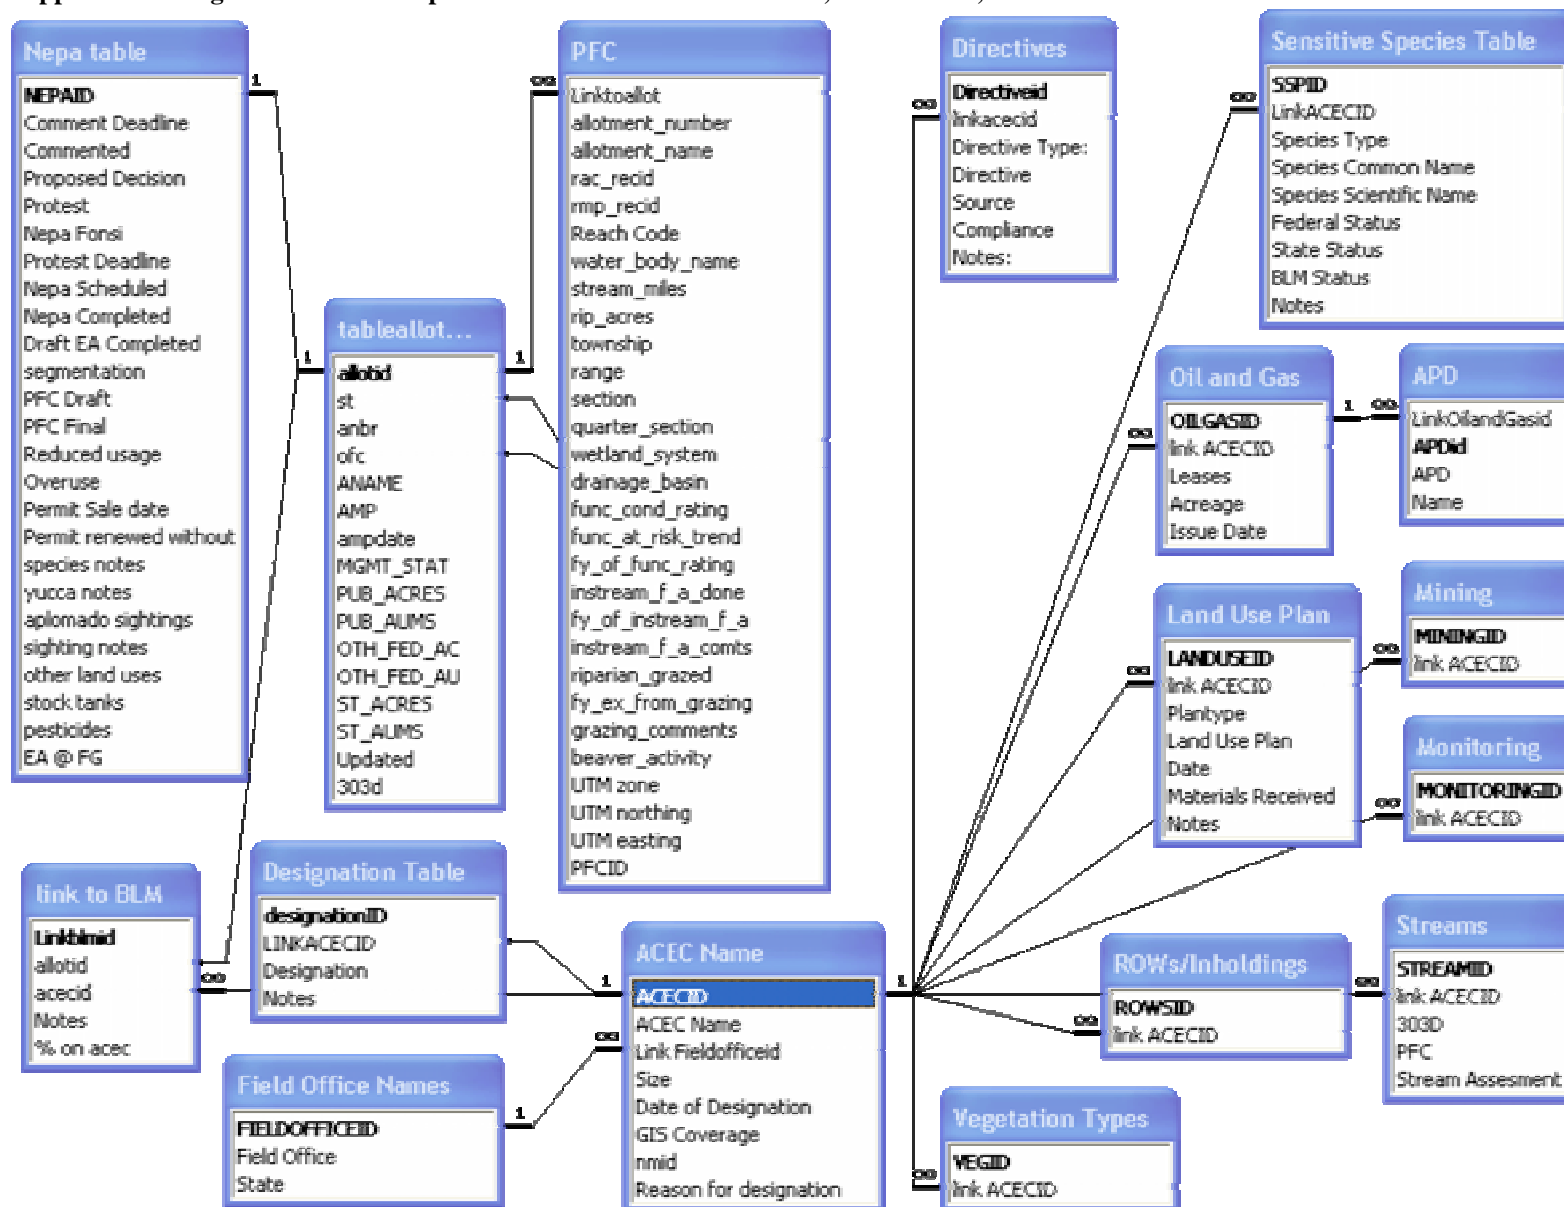 Nepa table
NEPAID
Comment Deadline
Commented
Proposed Decision
Protest
Nepa Fonsi
Protest Deadline
Nepa Scheduled
Nepa Completed
Draft EA Completed
segmentation
PFC Draft
PFC Final
Reduced usage
Overuse
Permit Sale date
Permit renewed without
species notes
yucca notes
aplomado sightings
sighting notes
other land uses
stock tanks
pesticides
EA @ FG
1
1
tableallot...
allotid
st
anbr
ofc
ANAME
AMP
ampdate
MGMT_STAT
PUB_ACRES
PUB_AUMS
OTH_FED_AC
OTH_FED_AU
ST_ACRES
ST_AUMS
Updated
303d
1
∞
PFC
Linktoallot
allotment_number
allotment_name
rac_recid
rmp_recid
Reach Code
water_body_name
stream_miles
rip_acres
township
range
section
quarter_section
wetland_system
drainage_basin
func_cond_rating
func_at_risk_trend
fy_of_func_rating
instream_f_a_done
fy_of_instream_f_a
instream_f_a_comts
riparian_grazed
fy_ex_from_grazing
grazing_comments
beaver_activity
UTM zone
UTM northing
UTM easting
PFCID
∞
Directives
Directiveid
linkacecid
Directive Type:
Directive
Source
Compliance
Notes:
∞
Sensitive Species Table
SSPID
LinkACECID
Species Type
Species Common Name
Species Scientific Name
Federal Status
State Status
BLM Status
Notes
∞
Oil and Gas
OILGASID
link ACECID
Leases
Acreage
Issue Date
1
∞
APD
LinkOilandGasid
APDid
APD
Name
∞
Land Use Plan
LANDUSEID
link ACECID
Plantype
Land Use Plan
Date
Materials Received
Notes
∞
Mining
MININGID
link ACECID
∞
Monitoring
MONITORINGID
link ACECID
link to BLM
Linkblmid
allotid
acecid
Notes
% on acec
∞
Designation Table
designationID
LINKACECID
Designation
Notes
1
Field Office Names
FIELDOFFICEID
Field Office
State
1
∞
ACEC Name
ACECID
ACEC Name
Link Fieldofficeid
Size
Date of Designation
GIS Coverage
nmid
Reason for designation
1
∞
ROWs/Inholdings
ROWSID
link ACECID
∞
Streams
STREAMID
link ACECID
303D
PFC
Stream Assesment
∞
Vegetation Types
VEGID
link ACECID